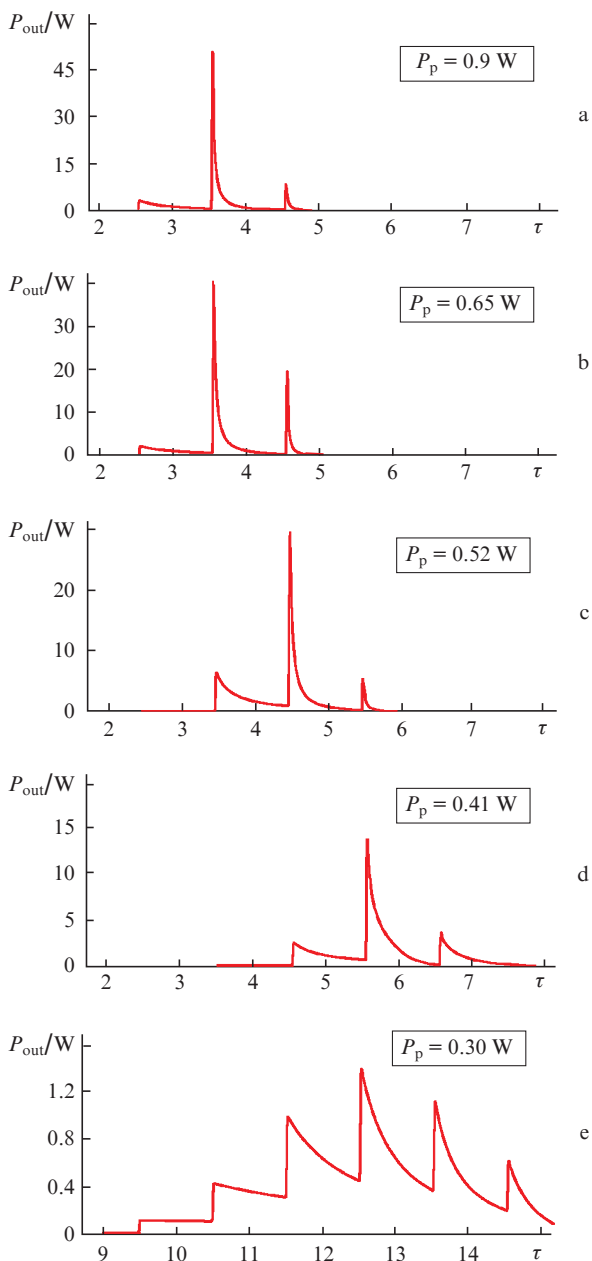 P_out/W
P_p = 0.9 W
45
30
15
0
2 3 4 5 6 7 τ
a
P_out/W
P_p = 0.65 W
30
20
10
0
2 3 4 5 6 7 τ
b
P_out/W
P_p = 0.52 W
20
10
0
2 3 4 5 6 7 τ
c
P_out/W
P_p = 0.41 W
15
10
5
0
2 3 4 5 6 7 τ
d
P_out/W
P_p = 0.30 W
1.2
0.8
0.4
0
9 10 11 12 13 14 τ
e